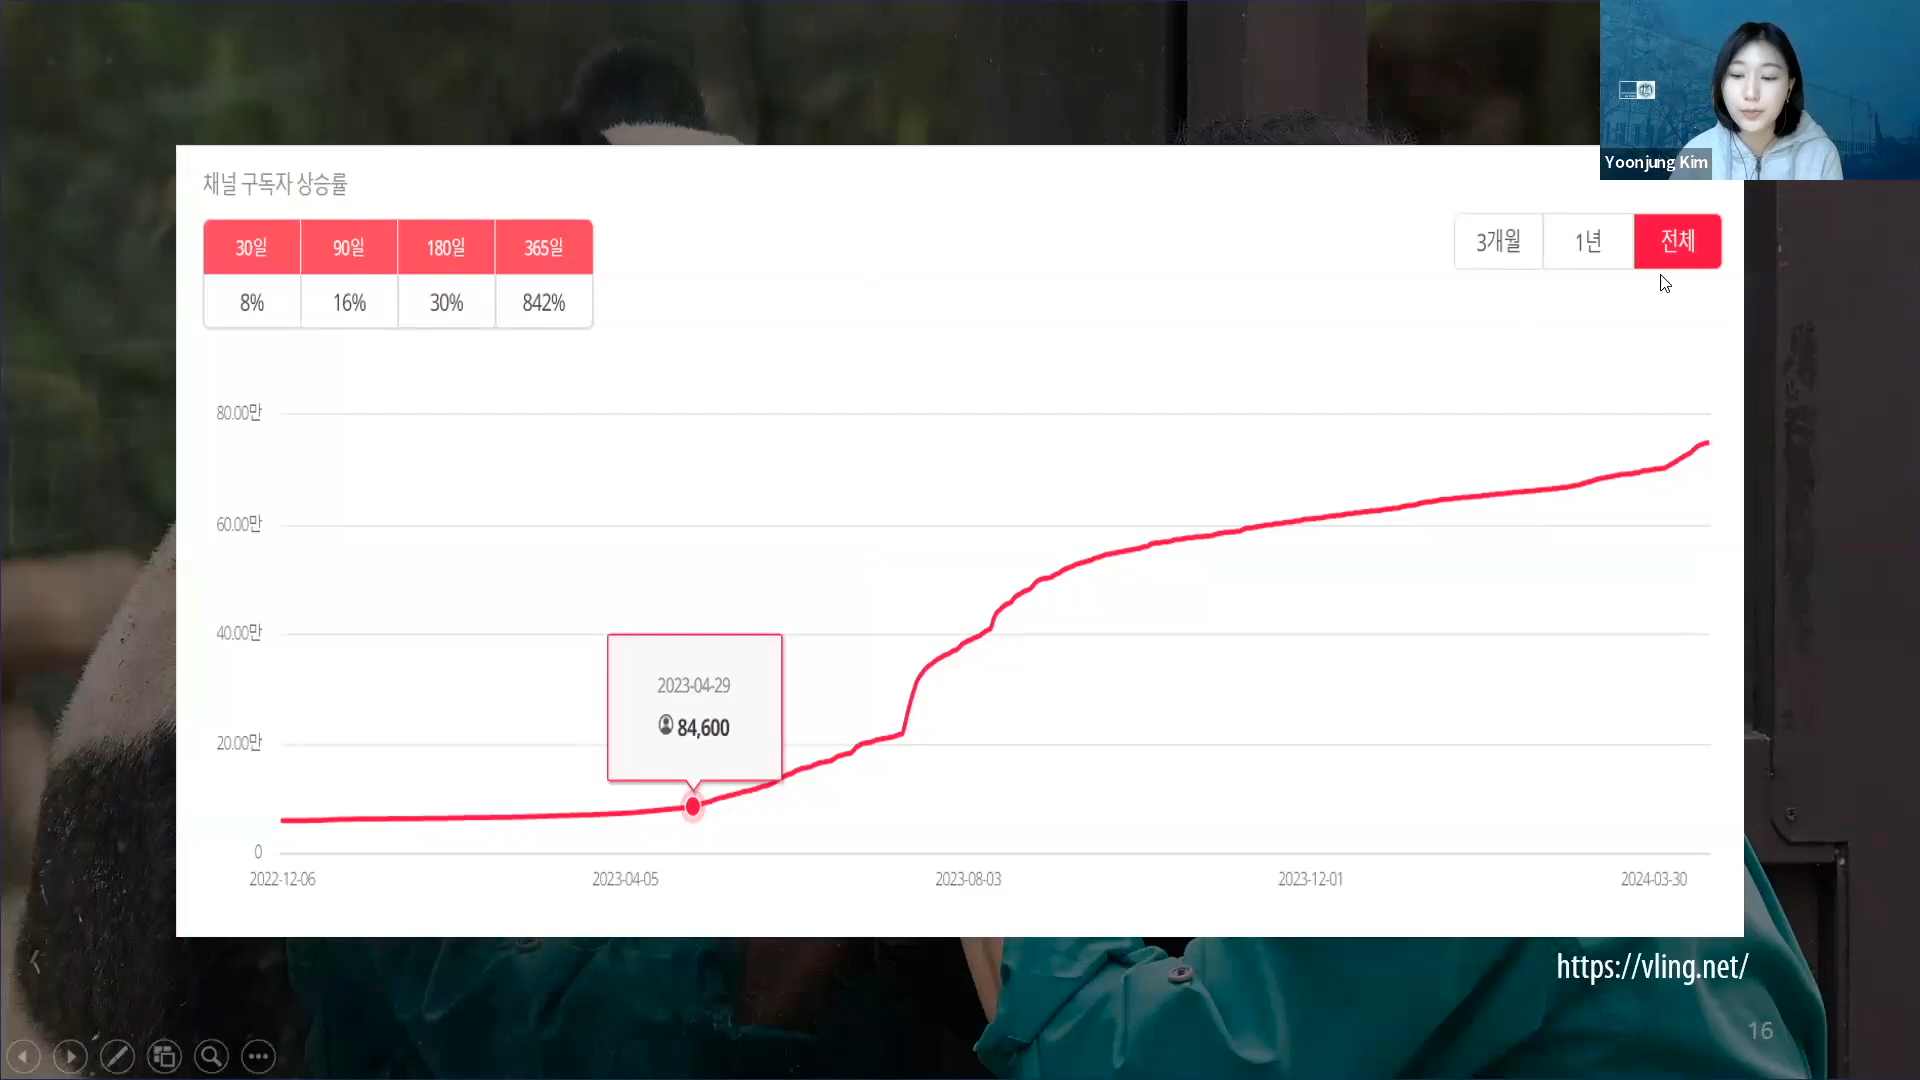 Yoonjung Kim
채널 구독자 상승률
30일 90일 180일 365일
8% 16% 30% 842%
3개월 1년 전체
80.00만
60.00만
40.00만
20.00만
0
2023-04-29
84,600
2022-12-06 2023-04-05 2023-08-03 2023-12-01 2024-03-30
https://vling.net/
16